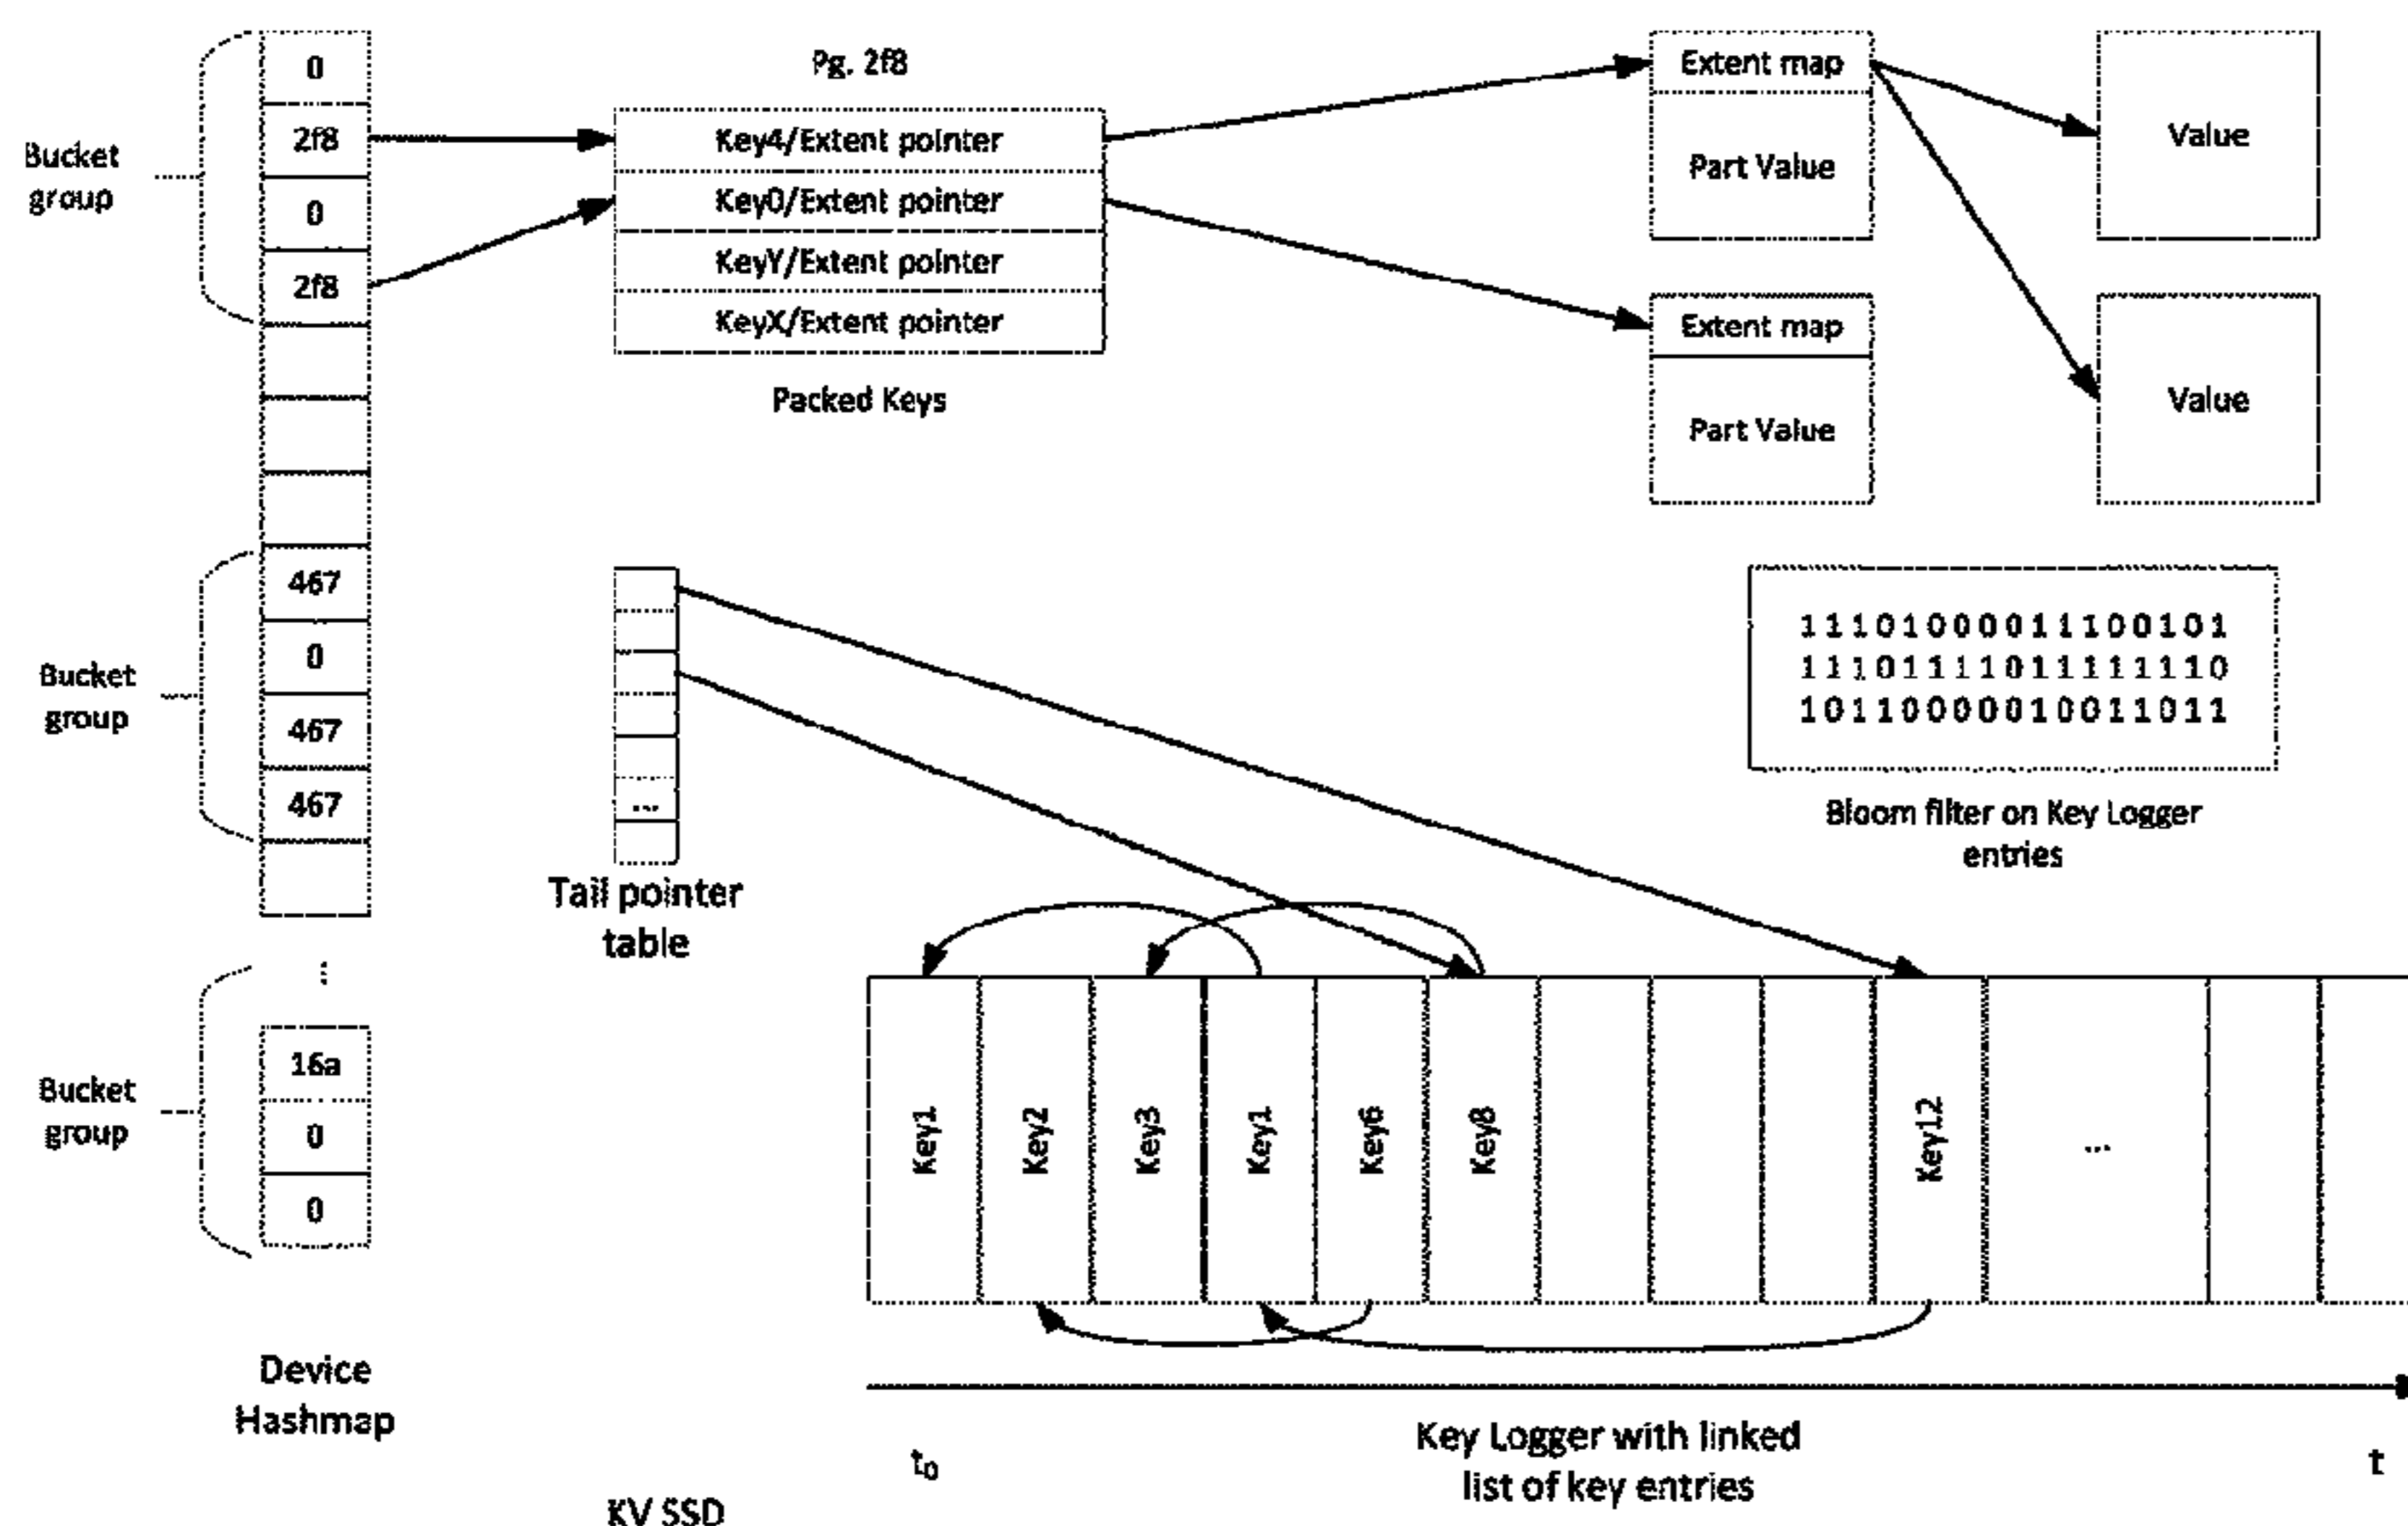 Bucket
group
0
2f8
0
2f8
Pg. 2f8
Key4/Extent pointer
Key0/Extent pointer
KeyY/Extent pointer
KeyX/Extent pointer
Packed Keys
Extent map
Part Value
Value
Extent map
Part Value
Value
Bucket
group
467
0
467
467
...
Tail pointer
table
1 1 1 0 1 0 0 0 0 1 1 1 0 0 1 0 1
1 1 1 0 1 1 1 1 0 1 1 1 1 1 1 1 0
1 0 1 1 0 0 0 0 0 1 0 0 1 1 0 1 1
Bloom filter on Key Logger
entries
⋮
Bucket
group
16a
0
0
Device
Hashmap
Key1
Key2
Key3
Key1
Key6
Key8
Key12
...
t0
Key Logger with linked
list of key entries
t
KV SSD